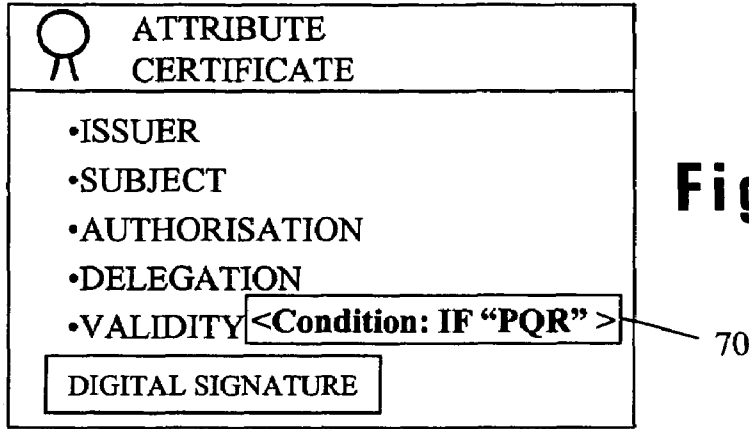 ATTRIBUTE
CERTIFICATE
•ISSUER
•SUBJECT
•AUTHORISATION
•DELEGATION
•VALIDITY <Condition: IF “PQR” >
70
DIGITAL SIGNATURE